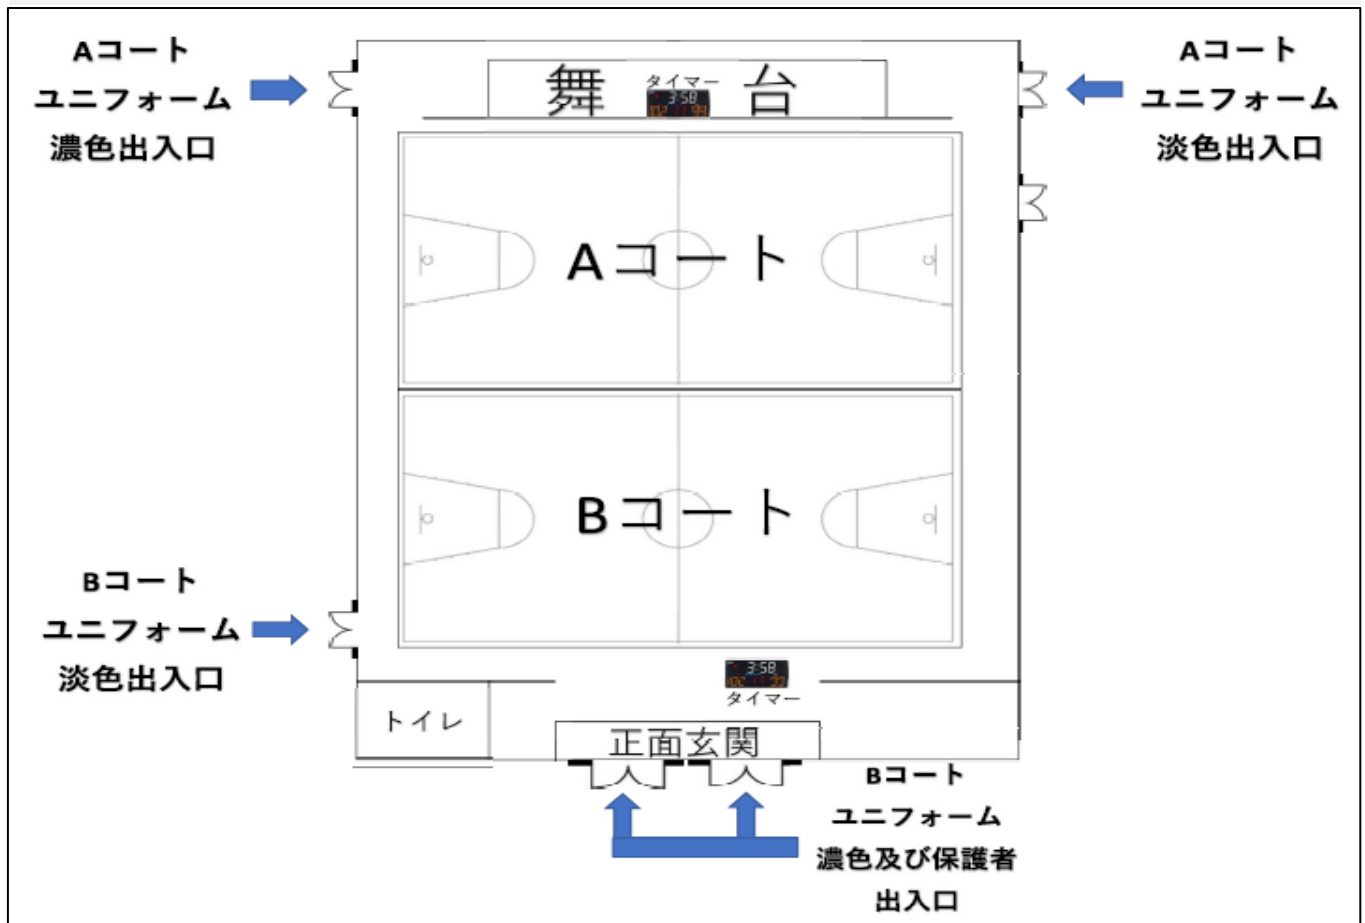 Aコート
ユニフォーム
濃色出入口
舞台
タイマー
3:58
Aコート
ユニフォーム
淡色出入口
Aコート
Bコート
Bコート
ユニフォーム
淡色出入口
3:58
タイマー
トイレ
正面玄関
Bコート
ユニフォーム
濃色及び保護者
出入口